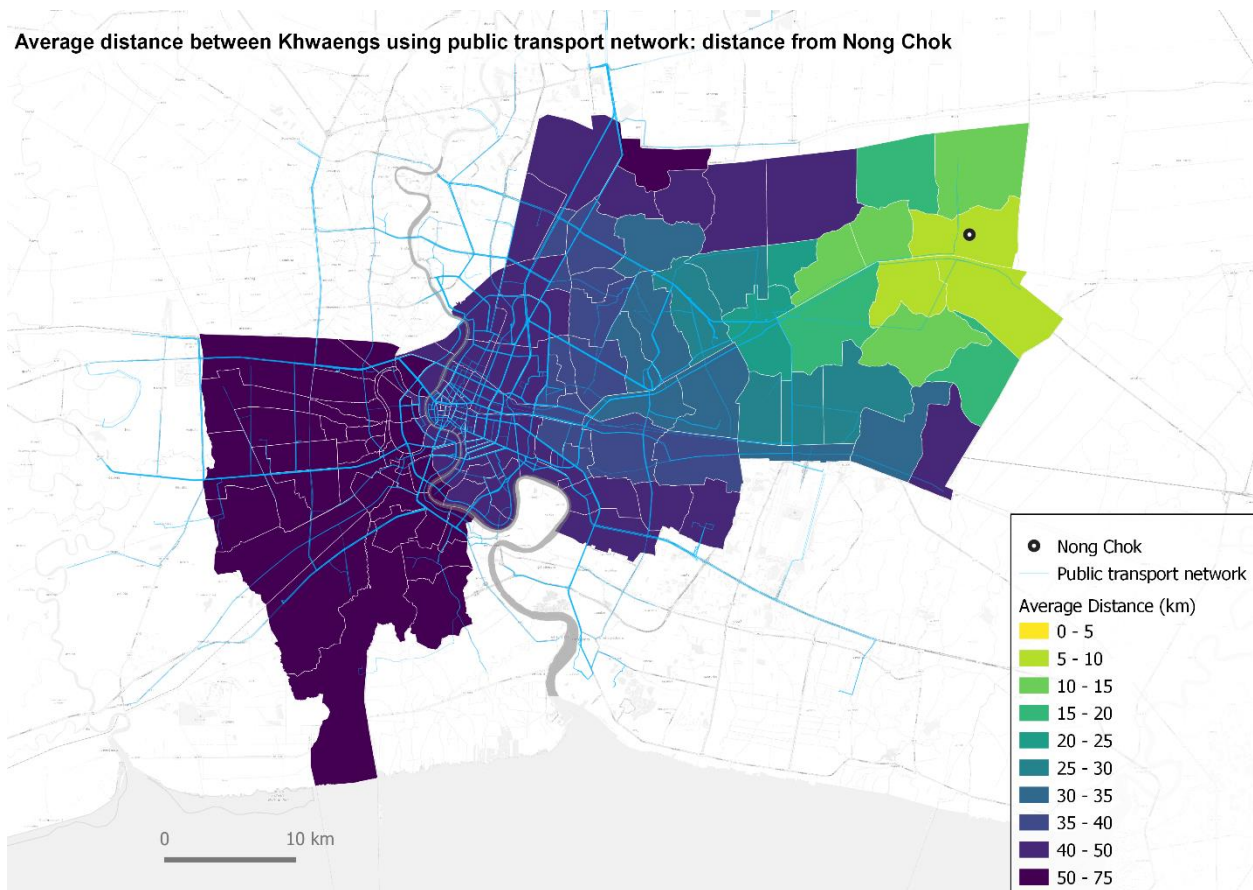 Average distance between Khwaengs using public transport network: distance from Nong Chok
Nong Chok
Public transport network
Average Distance (km)
0 - 5
5 - 10
10 - 15
15 - 20
20 - 25
25 - 30
30 - 35
35 - 40
40 - 50
50 - 75
0 10 km